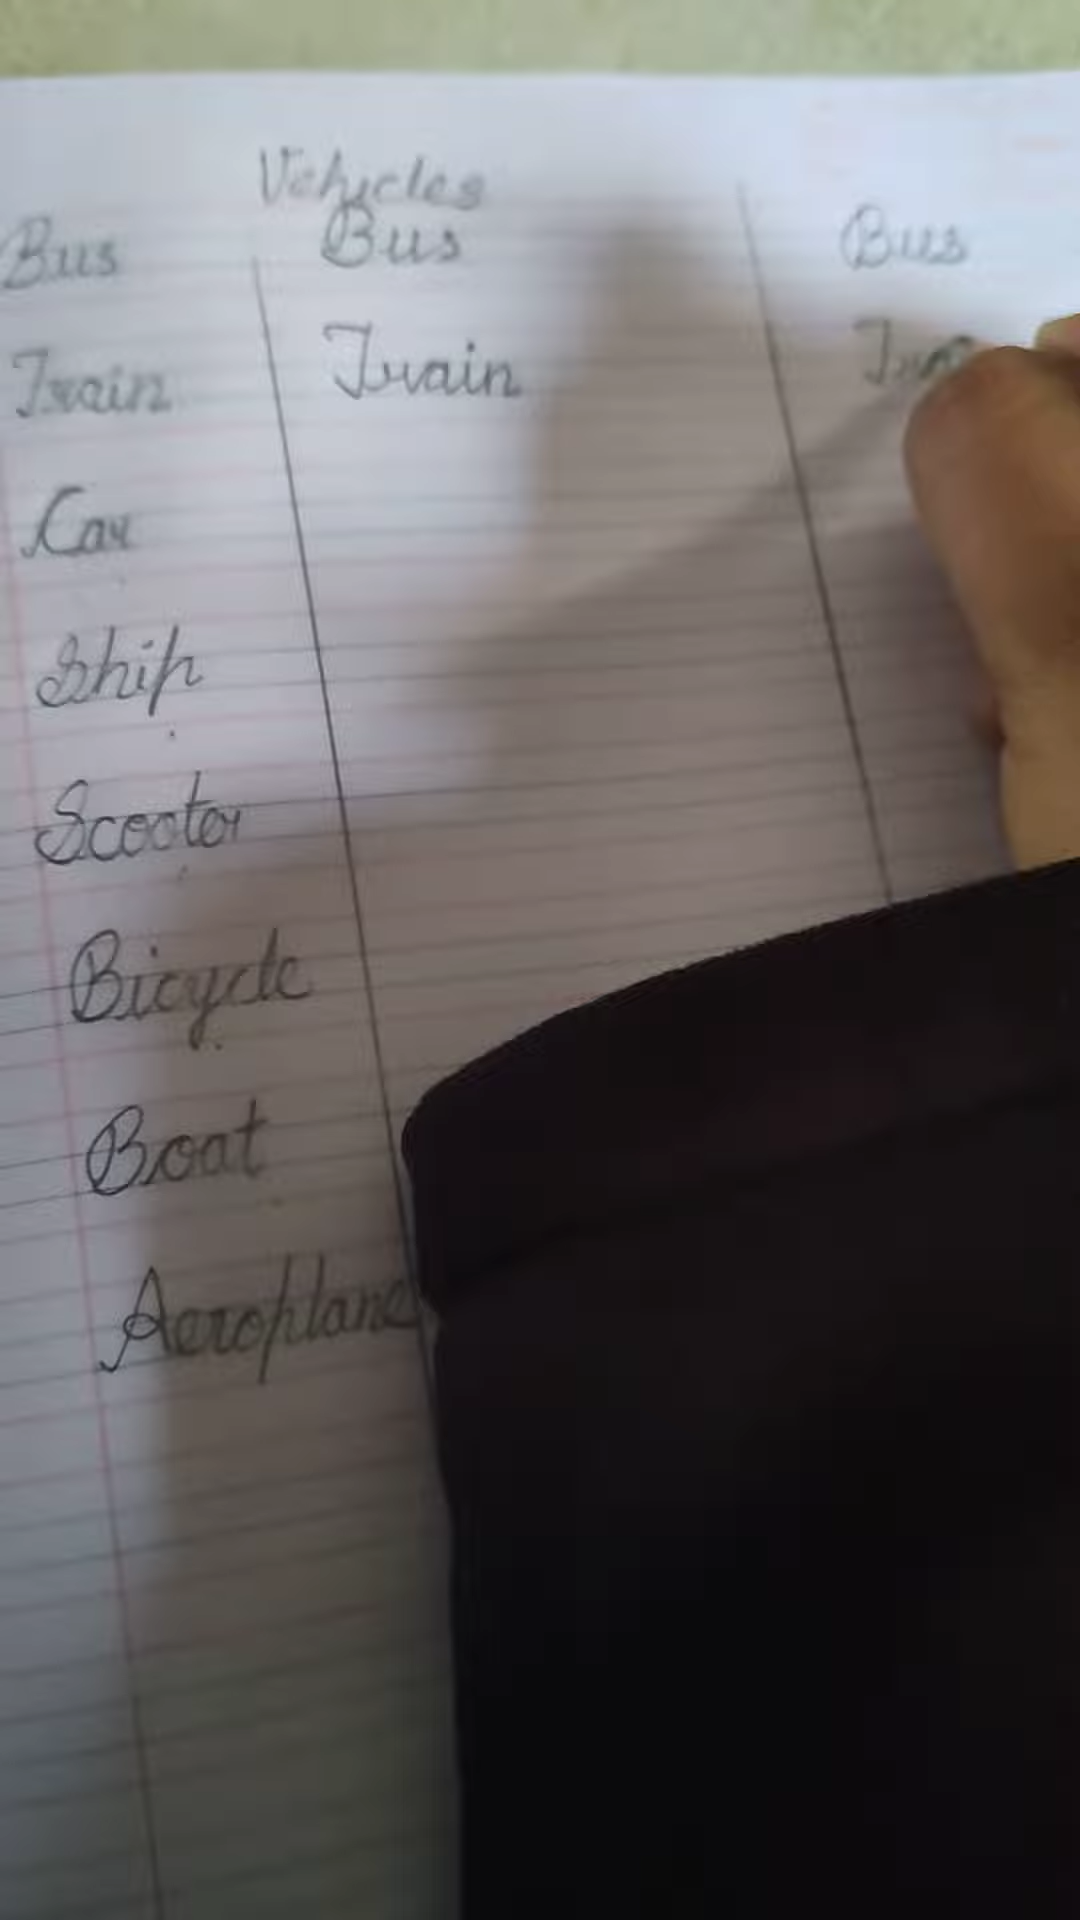 Vehicles
Bus Bus Bus
Train Train
Car
Ship
Scooter
Bicycle
Boat
Aeroplane